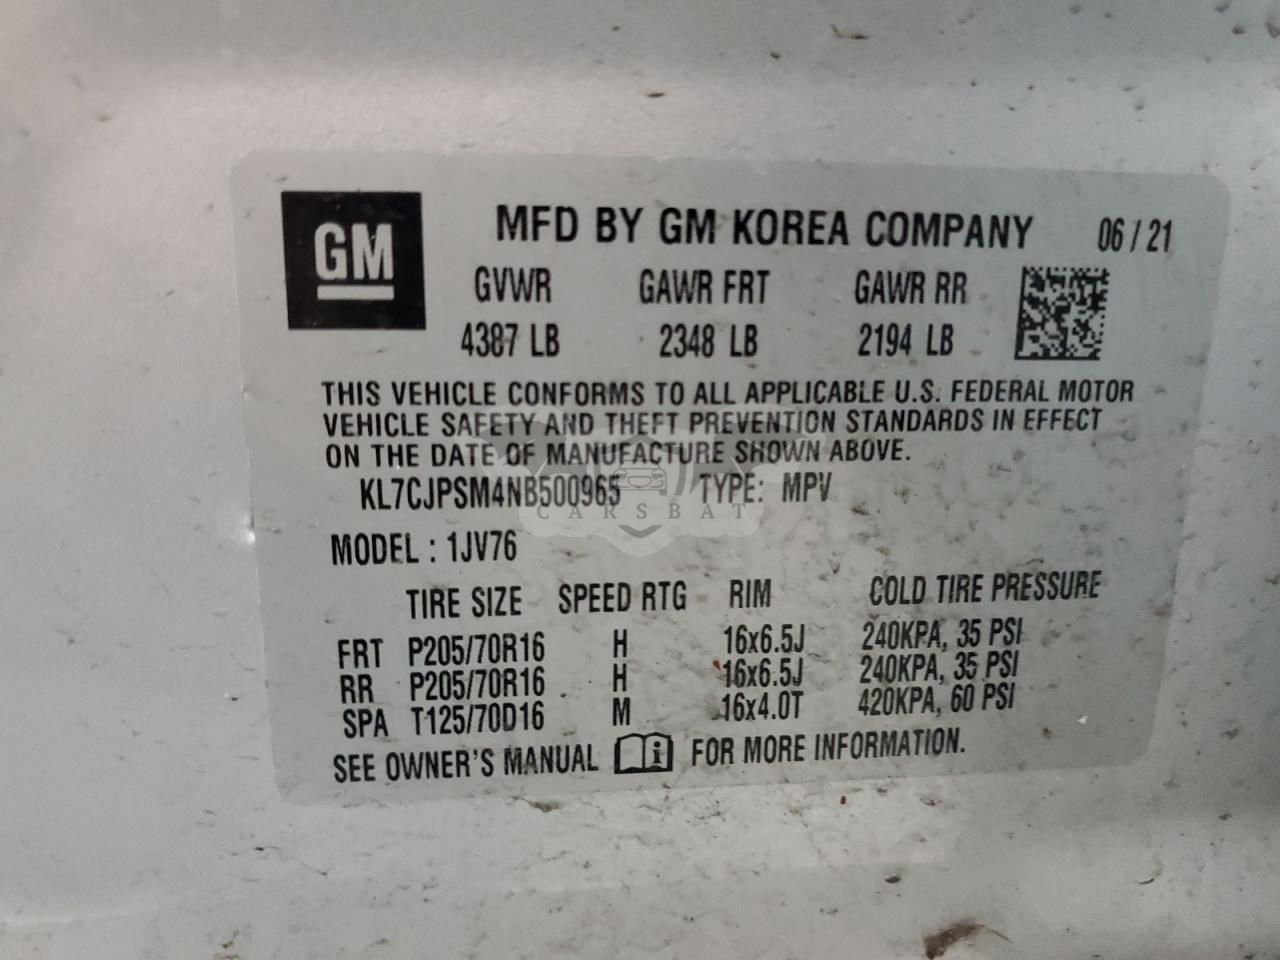 GM
MFD BY GM KOREA COMPANY 06 / 21
GVWR GAWR FRT GAWR RR
4387 LB 2348 LB 2194 LB
THIS VEHICLE CONFORMS TO ALL APPLICABLE U.S. FEDERAL MOTOR
VEHICLE SAFETY AND THEFT PREVENTION STANDARDS IN EFFECT
ON THE DATE OF MANUFACTURE SHOWN ABOVE.
KL7CJPSM4NB500965 TYPE: MPV
CARSBAT
MODEL : 1JV76
TIRE SIZE SPEED RTG RIM COLD TIRE PRESSURE
FRT P205/70R16 H 16x6.5J 240KPA, 35 PSI
RR P205/70R16 H 16x6.5J 240KPA, 35 PSI
SPA T125/70D16 M 16x4.0T 420KPA, 60 PSI
SEE OWNER'S MANUAL i FOR MORE INFORMATION.